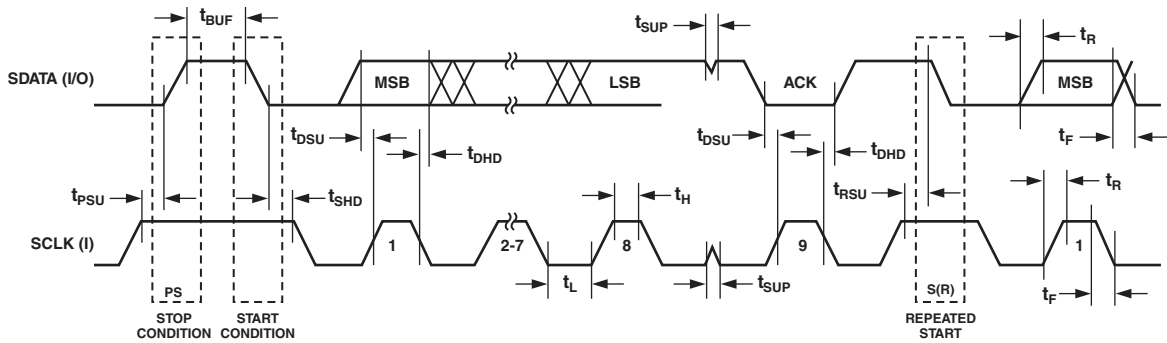 tBUF
tSUP
tR
SDATA (I/O)
MSB
LSB
ACK
MSB
tDSU
tDHD
tDSU
tDHD
tF
tPSU
tSHD
tH
tRSU
tR
SCLK (I)
1
2-7
8
9
1
PS
tL
tSUP
S(R)
tF
STOP
CONDITION
START
CONDITION
REPEATED
START